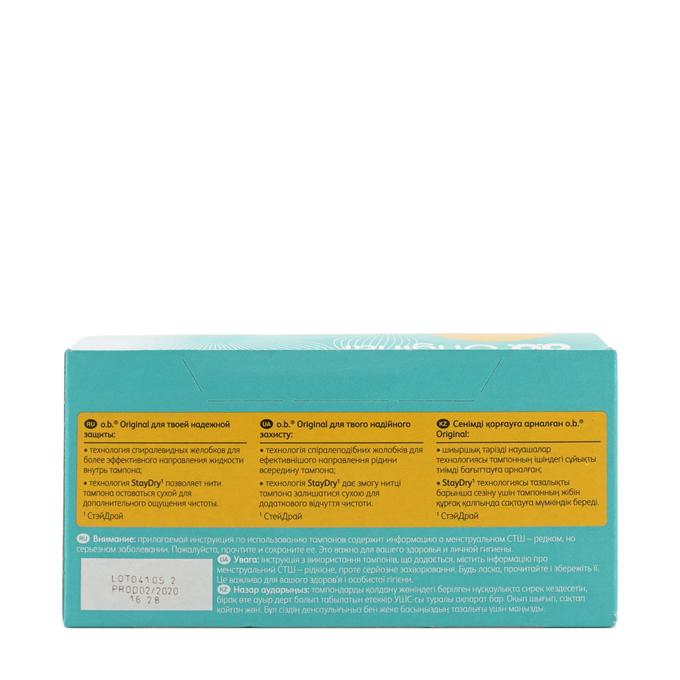 o.b. Original
RU o.b.® Original для твоей надежной
защиты:
• технология спиралевидных желобков для
более эффективного направления жидкости
внутрь тампона;
• технология StayDry¹ позволяет нити
тампона оставаться сухой для
дополнительного ощущения чистоты.
¹ СтэйДрай
UA o.b.® Original для твого надійного
захисту:
• технологія спіралеподібних жолобків для
ефективнішого направлення рідини
всередину тампона;
• технологія StayDry¹ дає змогу нитці
тампона залишатися сухою для
додаткового відчуття чистоти.
¹ СтэйДрай
KZ Сенімді қорғауға арналған o.b.®
Original:
• шиыршық тәрізді науашалар
технологиясы тампонның ішіндегі сұйықты
тиімді бағыттауға арналған;
• StayDry¹ технологиясы тазалықты
барынша сезіну үшін тампонның жібін
құрғақ қалпында сақтауға мүмкіндік береді.
¹ СтэйДрай
RU Внимание: прилагаемая инструкция по использованию тампонов содержит информацию о менструальном СТШ – редком, но
серьезном заболевании. Пожалуйста, прочтите и сохраните ее. Это важно для вашего здоровья и личной гигиены.
UA Увага: інструкція з використання тампонів, що додається, містить інформацію про
менструальний СТШ – рідкісне, проте серйозне захворювання. Будь ласка, прочитайте і збережіть її.
Це важливо для вашого здоров'я і особистої гігієни.
KZ Назар аударыңыз: тампондарды қолдану жөніндегі берілген нұсқаулықта сирек кездесетін,
бірақ өте ауыр дерт болып табылатын етеккір УШС-сы туралы ақпарат бар. Оқып шығып, сақтап
қойған жөн. Бұл сіздің денсаулығыңыз бен жеке басыңыздың тазалығы үшін маңызды.
LOT04105 2
PROD02/2020
16 28